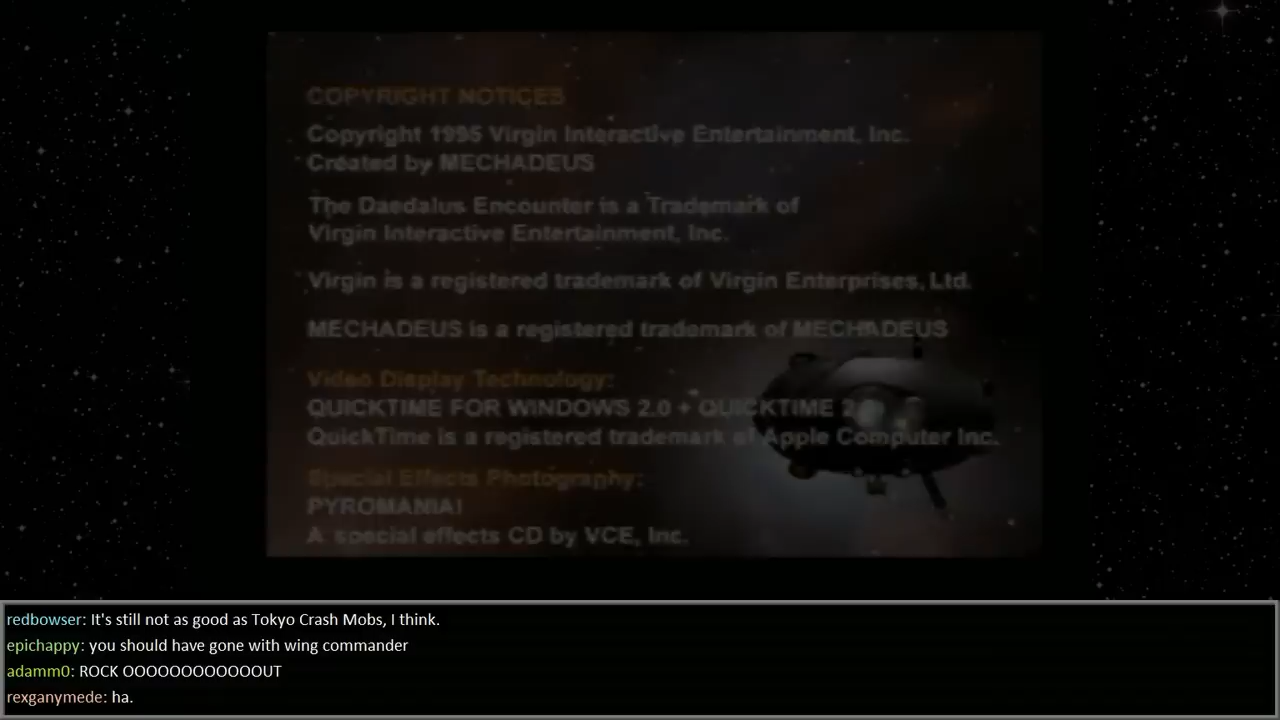 COPYRIGHT NOTICES
Copyright 1995 Virgin Interactive Entertainment, Inc.
Created by MECHADEUS
The Daedalus Encounter is a Trademark of
Virgin Interactive Entertainment, Inc.
Virgin is a registered trademark of Virgin Enterprises, Ltd.
MECHADEUS is a registered trademark of MECHADEUS
Video Display Technology:
QUICKTIME FOR WINDOWS 2.0 + QUICKTIME
QuickTime is a registered trademark of Apple Computer Inc.
Special Effects Photography:
PYROMANIA!
A special effects CD by VCE, Inc.
redbowser: It's still not as good as Tokyo Crash Mobs, I think.
epichappy: you should have gone with wing commander
adamm0: ROCK OOOOOOOOOOOOUT
rexganymede: ha.